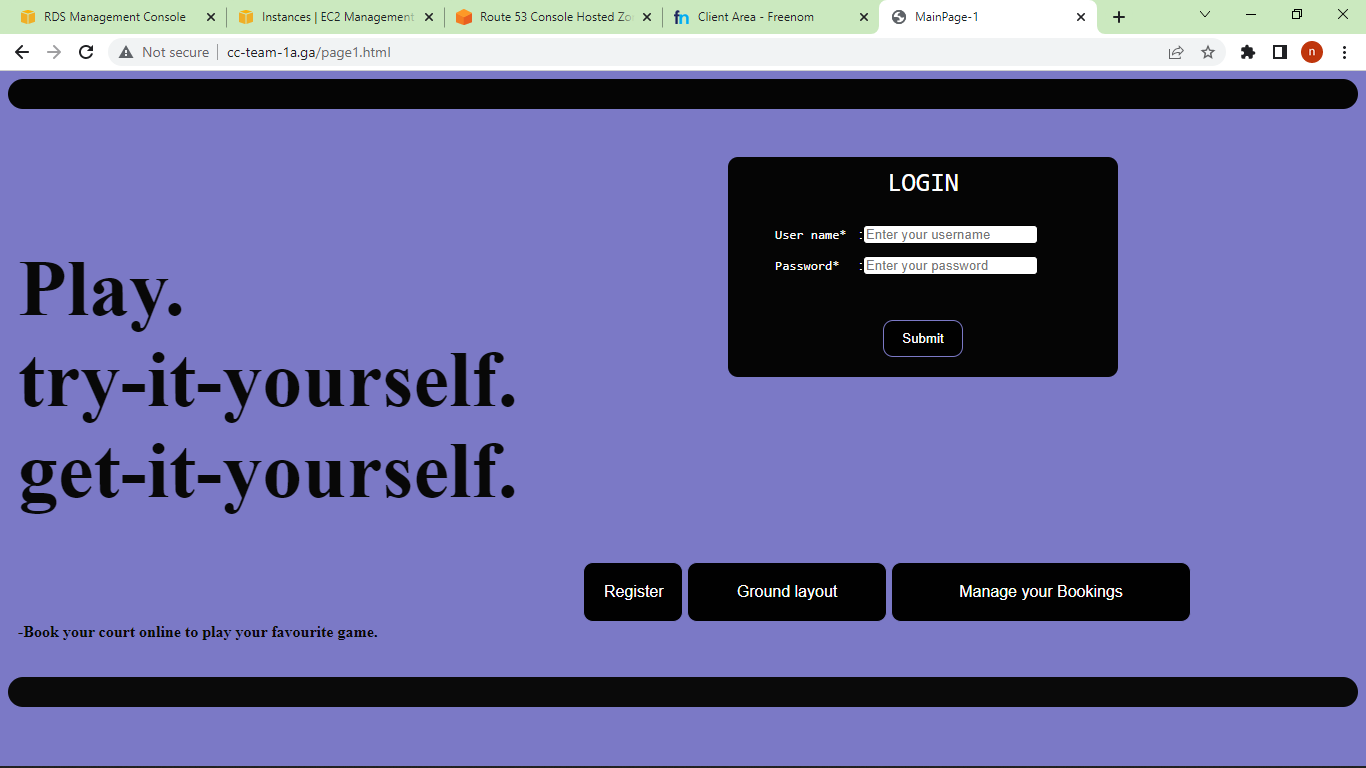 RDS Management Console
Instances | EC2 Management
Route 53 Console Hosted Zo
Client Area - Freenom
MainPage-1
Not secure
cc-team-1a.ga/page1.html
n
LOGIN
User name* :
Enter your username
Password* :
Enter your password
Submit
Play.
try-it-yourself.
get-it-yourself.
Register
Ground layout
Manage your Bookings
-Book your court online to play your favourite game.